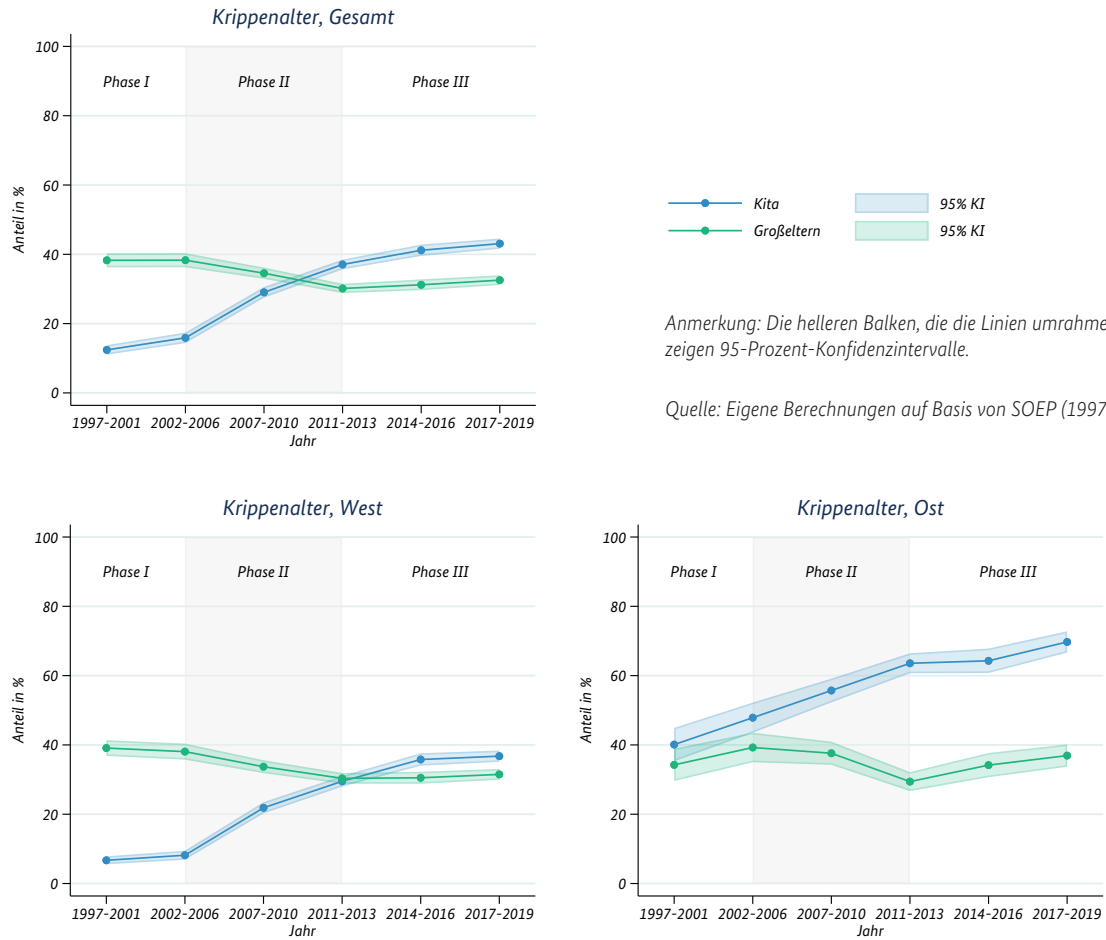 Krippenalter, Gesamt
100
80
60
40
20
0
Anteil in %
Phase I
Phase II
Phase III
1997-2001 2002-2006 2007-2010 2011-2013 2014-2016 2017-2019
Jahr
Kita
95% KI
Großeltern
95% KI
Anmerkung: Die helleren Balken, die die Linien umrahme
zeigen 95-Prozent-Konfidenzintervalle.
Quelle: Eigene Berechnungen auf Basis von SOEP (1997
Krippenalter, West
100
80
60
40
20
0
Anteil in %
Phase I
Phase II
Phase III
1997-2001 2002-2006 2007-2010 2011-2013 2014-2016 2017-2019
Jahr
Krippenalter, Ost
100
80
60
40
20
0
Anteil in %
Phase I
Phase II
Phase III
1997-2001 2002-2006 2007-2010 2011-2013 2014-2016 2017-2019
Jahr